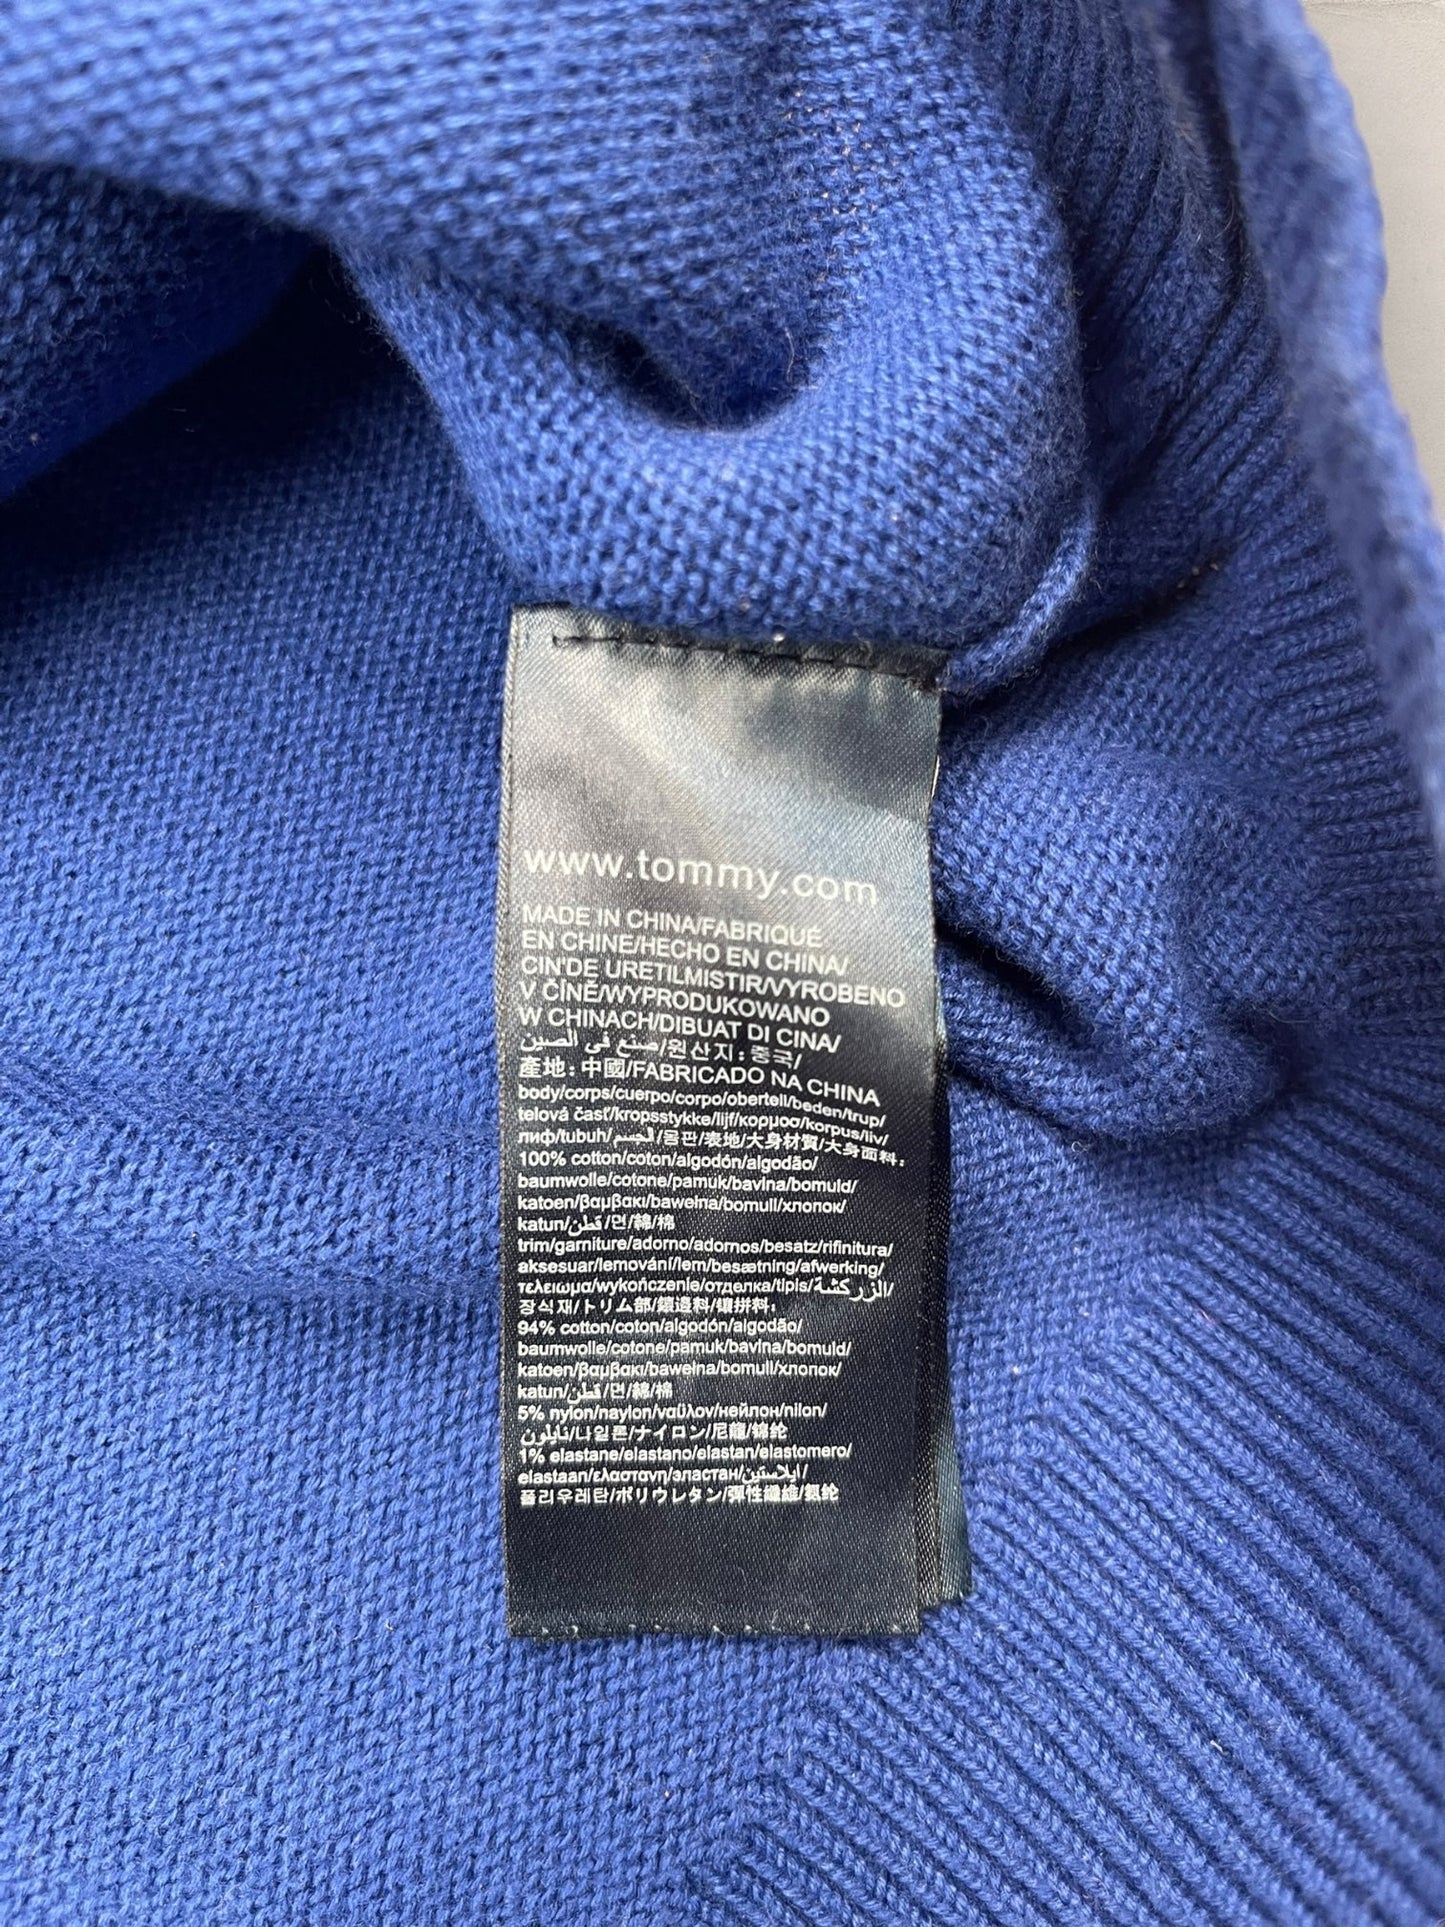 www.tommy.com
MADE IN CHINA/FABRIQUÉ
EN CHINE/HECHO EN CHINA/
CIN'DE URETILMISTIR/VYROBENO
V ČÍNĚ/WYPRODUKOWANO
W CHINACH/DIBUAT DI CINA/
صنع في الصين/원산지: 중국/
產地: 中國/FABRICADO NA CHINA
body/corps/cuerpo/corpo/oberteil/beden/trup/
telová časť/kropsstykke/lijf/κορμοσ/korpus/liv/
лиф/tubuh/الجسم/몸판/表地/大身材質/大身面料:
100% cotton/coton/algodón/algodão/
baumwolle/cotone/pamuk/bavlna/bomuld/
katoen/βαμβακι/bawełna/bomull/хлопок/
katun/قطن/면/綿/棉
trim/garniture/adorno/adornos/besatz/rifinitura/
aksesuar/lemování/lem/besætning/afwerking/
τελειωμα/wykończenie/отделка/tipis/الزركشة/
장식재/トリム部/鑲邊料/镶拼料:
94% cotton/coton/algodón/algodão/
baumwolle/cotone/pamuk/bavlna/bomuld/
katoen/βαμβακι/bawełna/bomull/хлопок/
katun/قطن/면/綿/棉
5% nylon/naylon/ναϋλον/нейлон/nilon/
نايلون/나일론/ナイロン/尼龍/锦纶
1% elastane/elastano/elastan/elastomero/
elastaan/ελαστανη/эластан/ايلاستين/
폴리우레탄/ポリウレタン/彈性纖維/氨纶